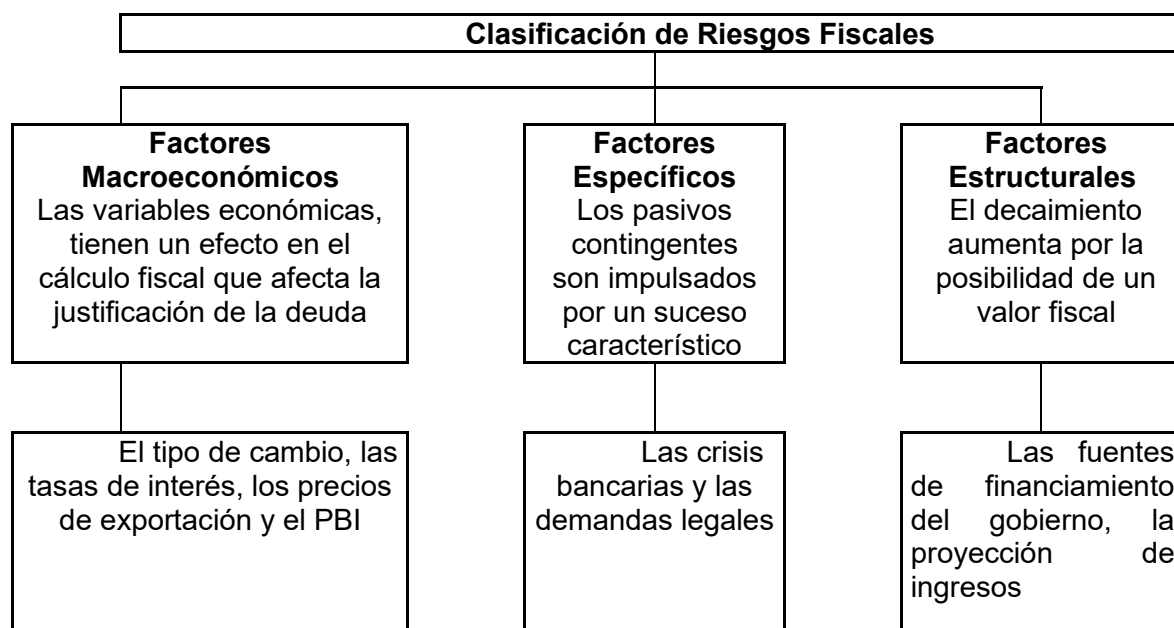 Clasificación de Riesgos Fiscales
Factores
Macroeconómicos
Las variables económicas,
tienen un efecto en el
cálculo fiscal que afecta la
justificación de la deuda
Factores
Específicos
Los pasivos
contingentes
son impulsados
por un suceso
característico
Factores
Estructurales
El decaimiento
aumenta por la
posibilidad de un
valor fiscal
El tipo de cambio, las
tasas de interés, los precios
de exportación y el PBI
Las crisis
bancarias y las
demandas legales
Las fuentes
de financiamiento
del gobierno, la
proyección de
ingresos